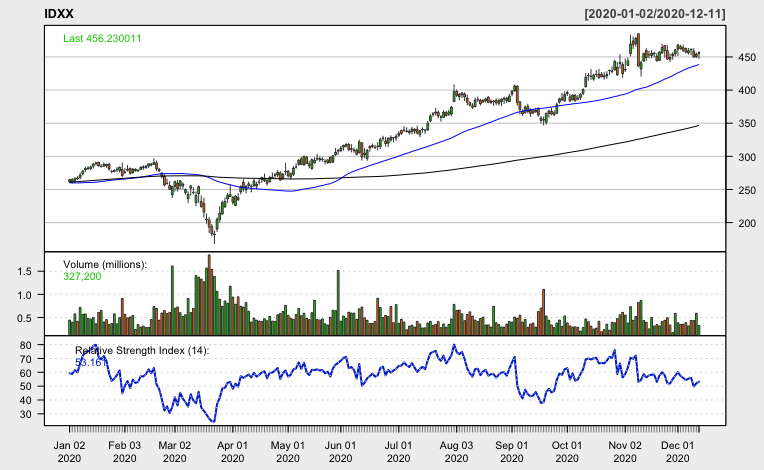 IDXX [2020-01-02/2020-12-11]
Last 456.230011
450
400
350
300
250
200
Volume (millions):
327,200
1.5
1.0
0.5
Relative Strength Index (14):
53.161
80
70
60
50
40
30
Jan 02 Feb 03 Mar 02 Apr 01 May 01 Jun 01 Jul 01 Aug 03 Sep 01 Oct 01 Nov 02 Dec 01
2020 2020 2020 2020 2020 2020 2020 2020 2020 2020 2020 2020